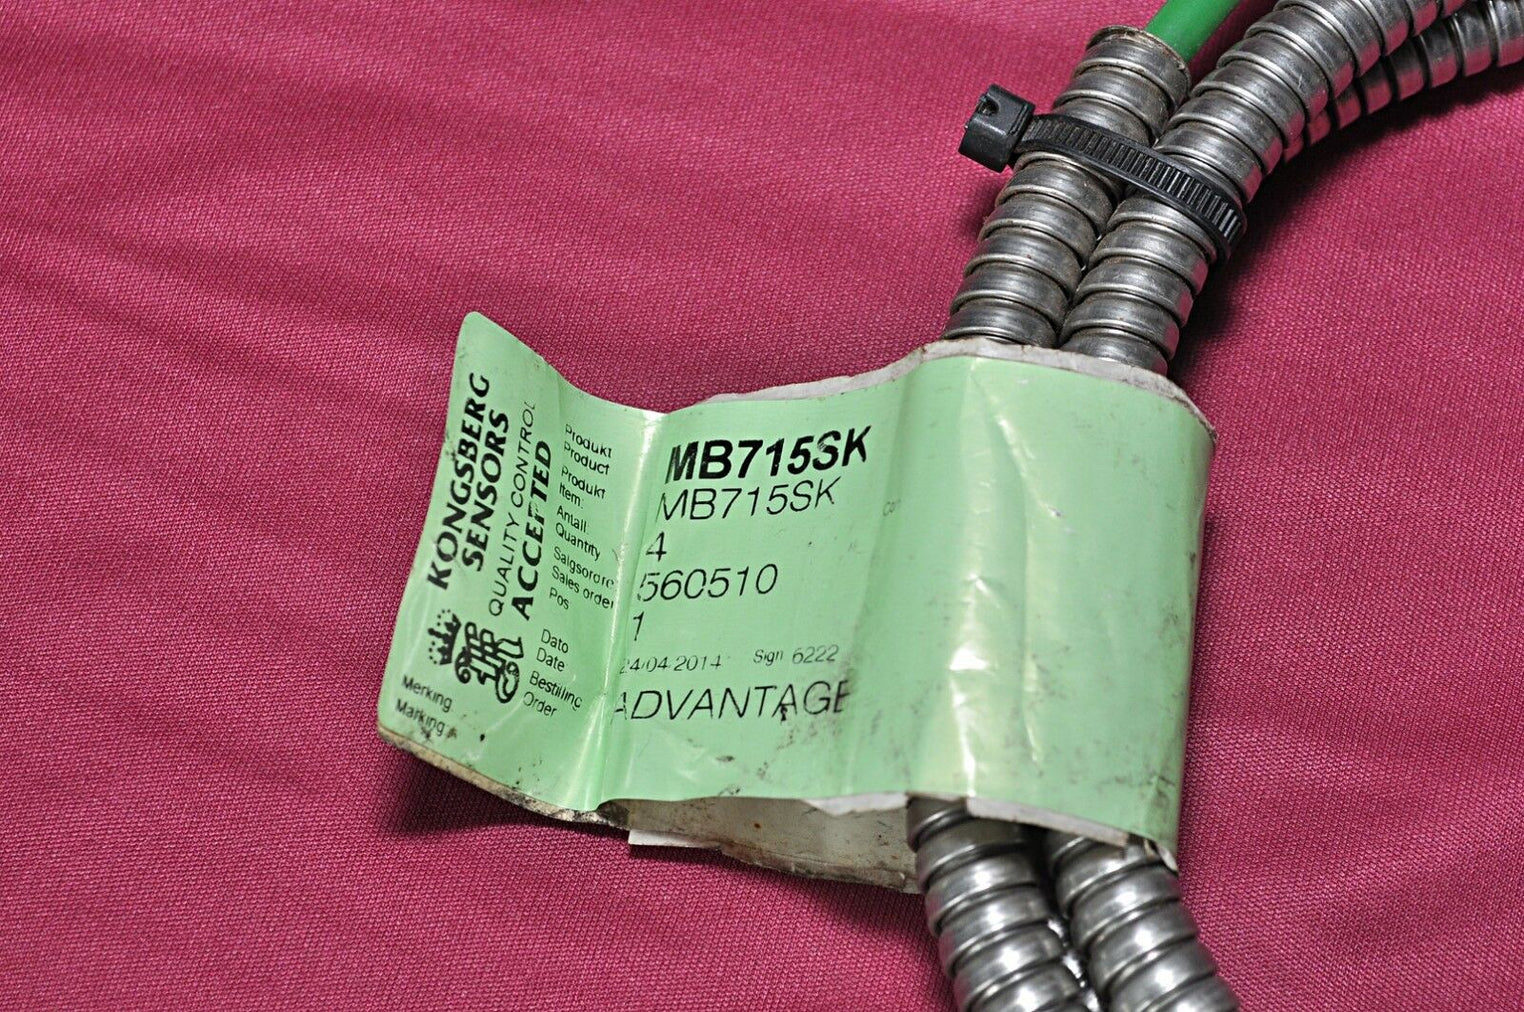 KONGSBERG
SENSORS
QUALITY CONTROL
ACCEPTED
Produkt
Product
MB715SK
Produkt
Item:
MB715SK
Antall:
Quantity
4
Sales order
560510
Pos
1
Dato
Date
24/04/2014 Sign 6222
Bestilling
Order
ADVANTAGE
Merking
Marking